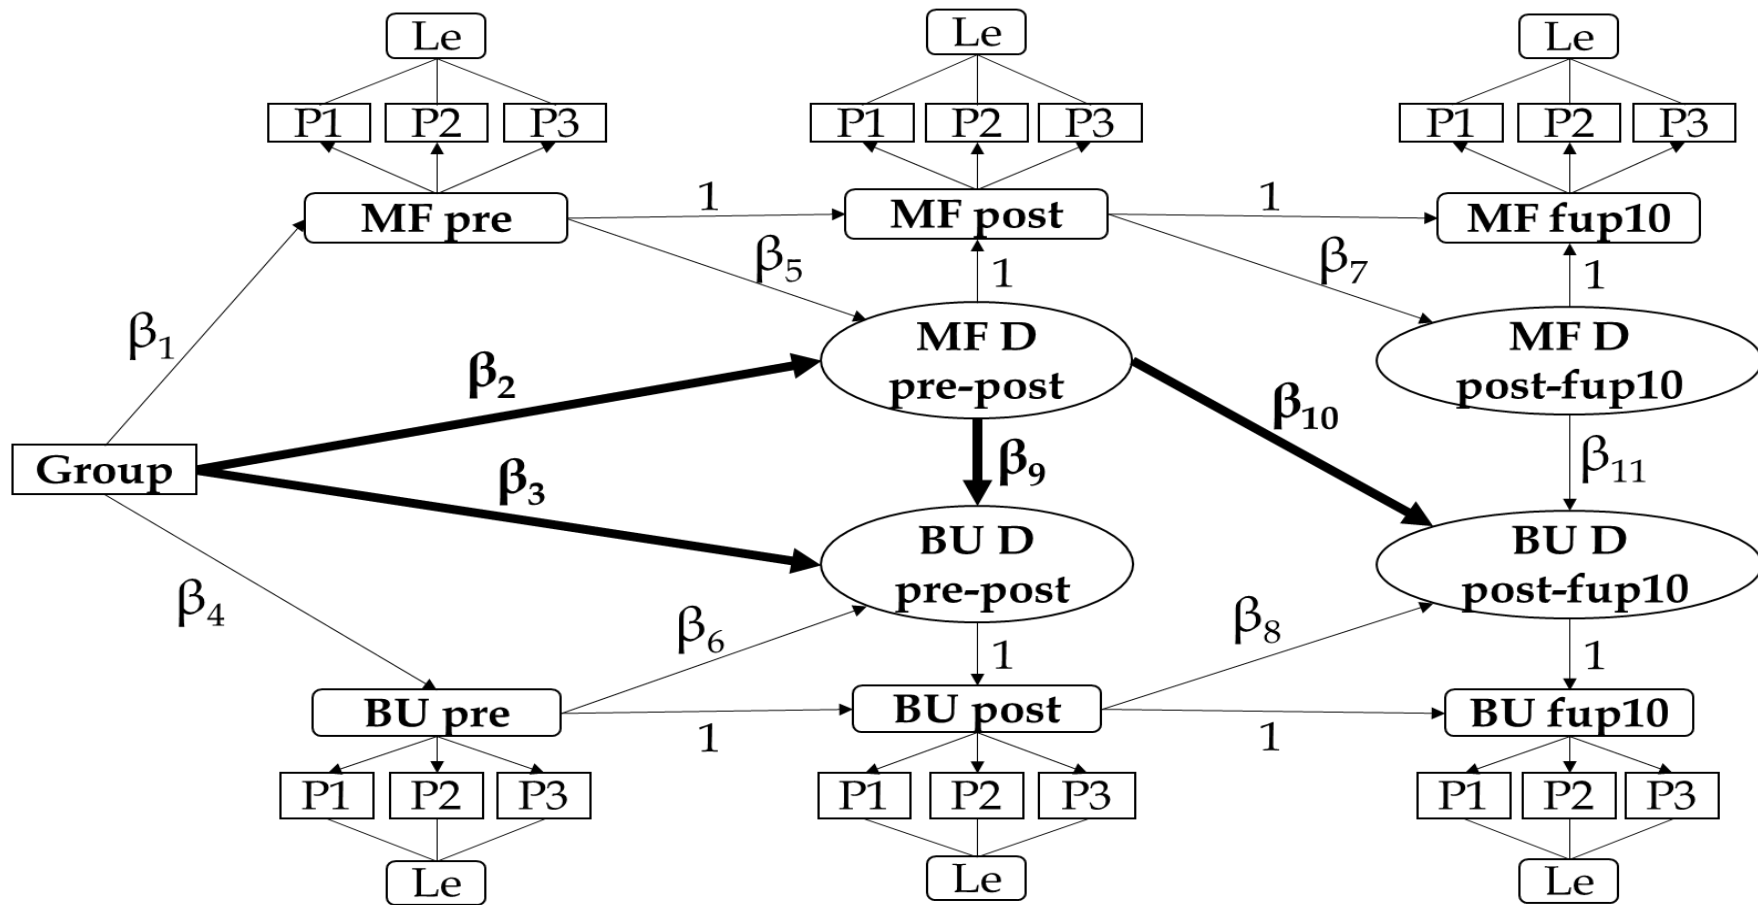 Le
Le
Le
P1 P2 P3
P1 P2 P3
P1 P2 P3
MF pre
1
MF post
1
MF fup10
β5
1
β7
1
β1
MF D
pre-post
MF D
post-fup10
β2
β10
Group
β3
β9
β11
BU D
pre-post
BU D
post-fup10
β4
β6
1
β8
1
BU pre
1
BU post
1
BU fup10
P1 P2 P3
P1 P2 P3
P1 P2 P3
Le
Le
Le